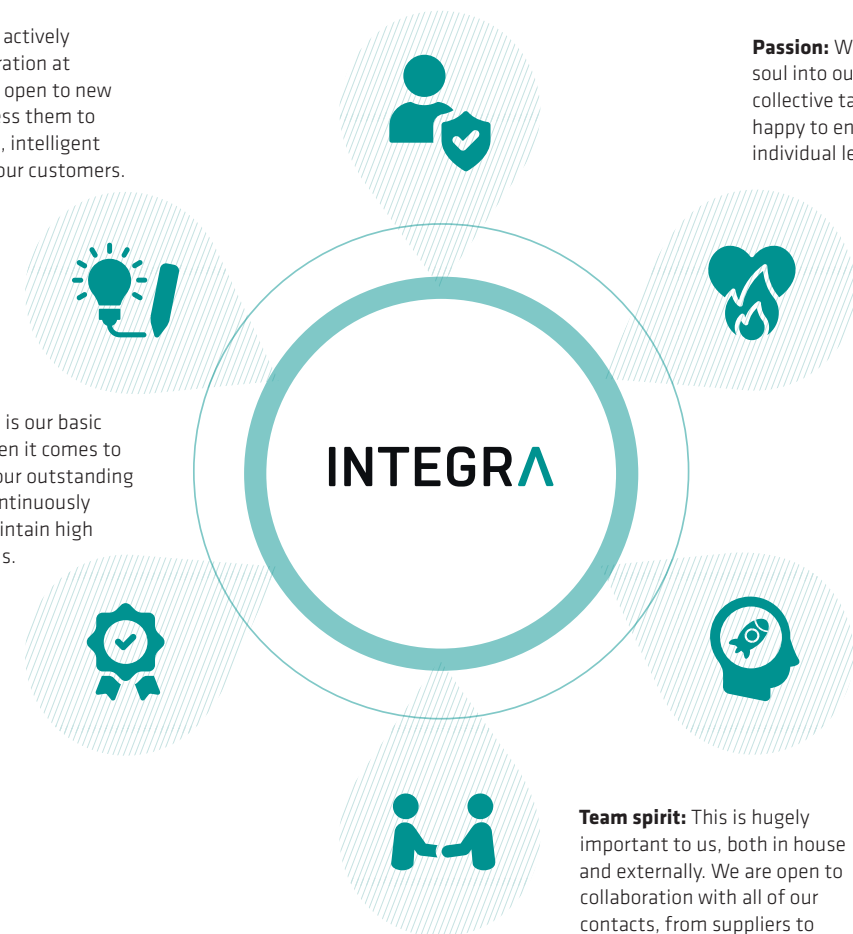 actively
ration at
open to new
ess them to
, intelligent
our customers.
Passion: W
soul into ou
collective ta
happy to en
individual le
is our basic
en it comes to
our outstanding
ntinuously
intain high
s.
INTEGRA
Team spirit: This is hugely
important to us, both in house
and externally. We are open to
collaboration with all of our
contacts, from suppliers to